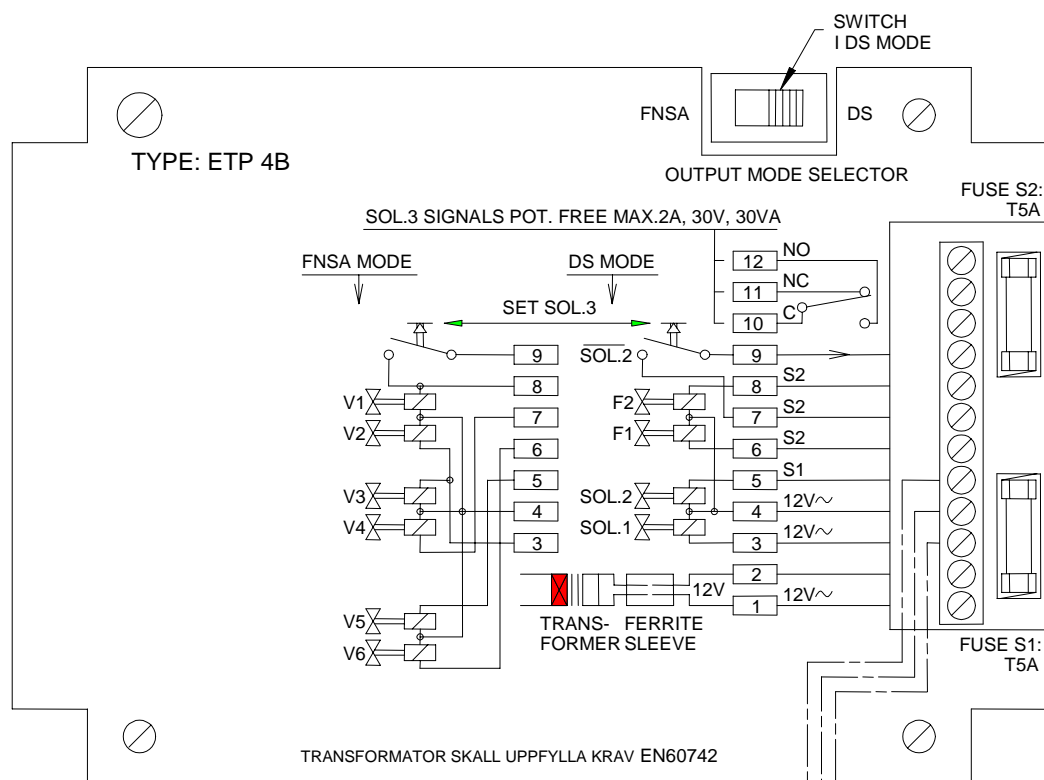 SWITCH
I DS MODE
FNSA
DS
TYPE: ETP 4B
OUTPUT MODE SELECTOR
FUSE S2:
T5A
SOL.3 SIGNALS POT. FREE MAX.2A, 30V, 30VA
FNSA MODE
DS MODE
12 NO
11 NC
10 C
SET SOL.3
9
SOL.2
9
8
8 S2
V1
F2
7
7 S2
V2
F1
6
6 S2
5
5 S1
V3
SOL.2
4
4 12V~
V4
SOL.1
3
3 12V~
2
12V
1 12V~
V5
TRANS-
FORMER
FERRITE
SLEEVE
V6
FUSE S1:
T5A
TRANSFORMATOR SKALL UPPFYLLA KRAV EN60742